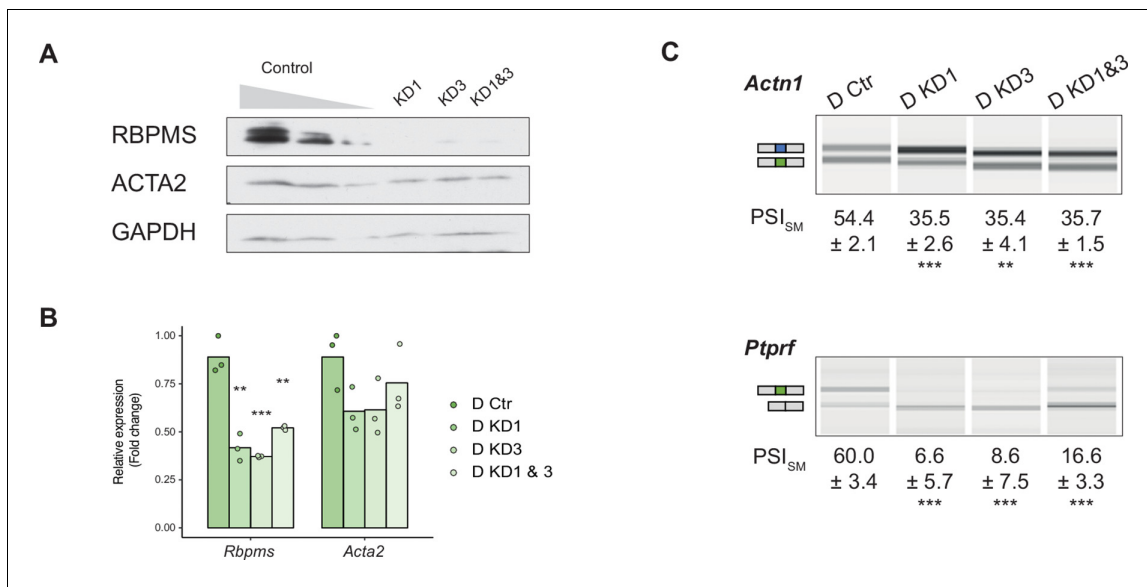 A
Control
KD1
KD3
KD1&3
RBPMS
ACTA2
GAPDH
B
Relative expression
(Fold change)
1.00
0.75
0.50
0.25
0.00
**
***
**
Rbpms
Acta2
D Ctr
D KD1
D KD3
D KD1 & 3
C
Actn1
D Ctr
D KD1
D KD3
D KD1&3
PSI_SM 54.4 35.5 35.4 35.7
± 2.1 ± 2.6 ± 4.1 ± 1.5
*** ** ***
Ptprf
PSI_SM 60.0 6.6 8.6 16.6
± 3.4 ± 5.7 ± 7.5 ± 3.3
*** *** ***